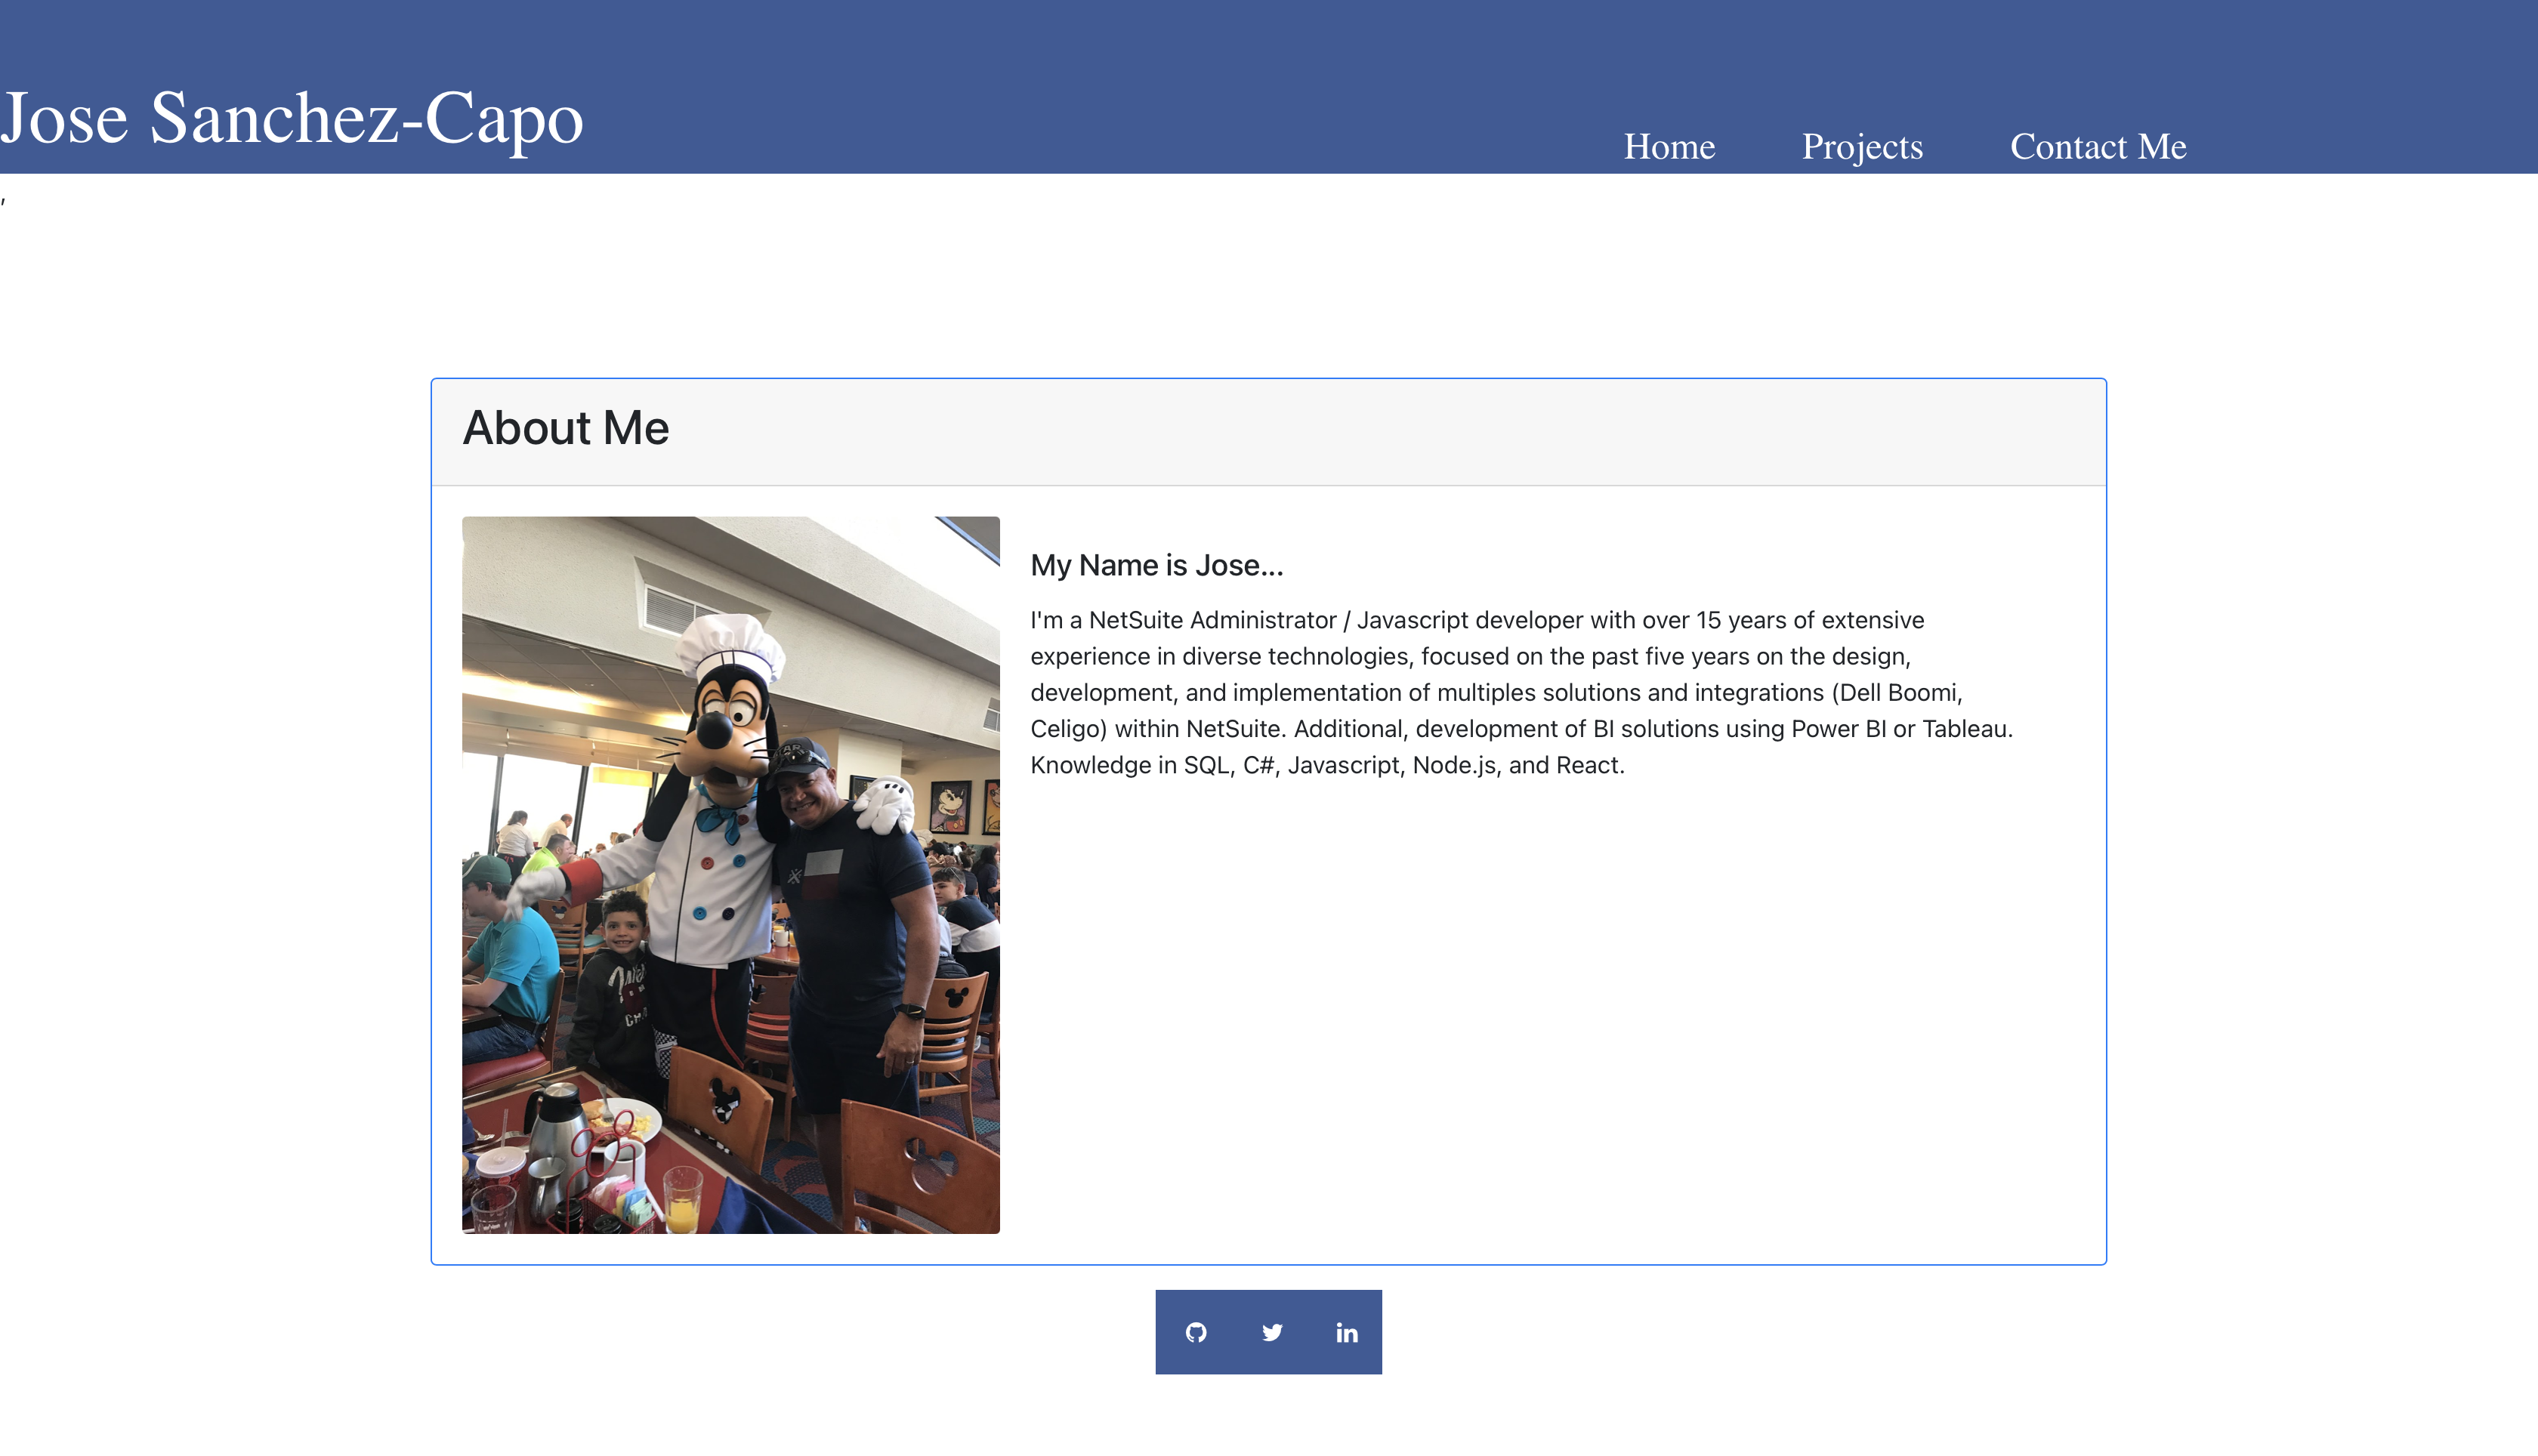 Jose Sanchez-Capo
Home Projects Contact Me
,
About Me
My Name is Jose...
I'm a NetSuite Administrator / Javascript developer with over 15 years of extensive
experience in diverse technologies, focused on the past five years on the design,
development, and implementation of multiples solutions and integrations (Dell Boomi,
Celigo) within NetSuite. Additional, development of BI solutions using Power BI or Tableau.
Knowledge in SQL, C#, Javascript, Node.js, and React.
in